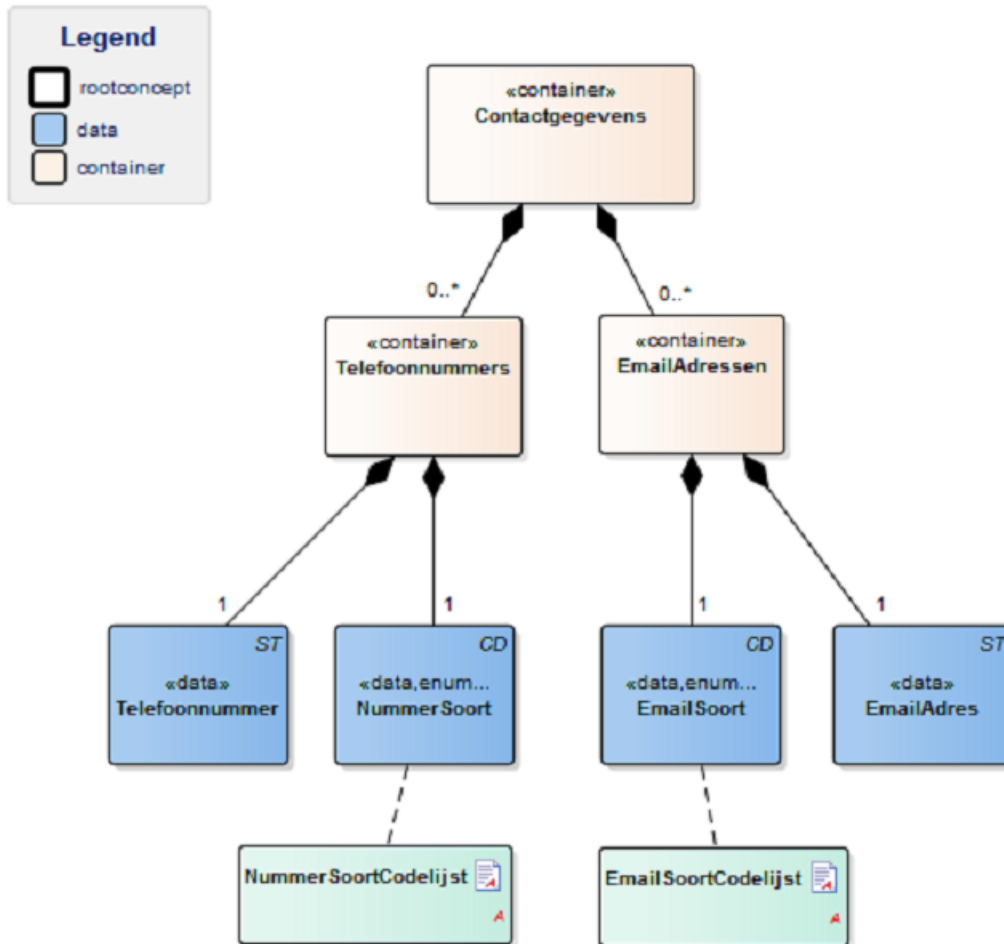 Legend
rootconcept
data
container
«container»
Contactgegevens
0..*
0..*
«container»
Telefoonnummers
«container»
EmailAdressen
1
1
1
1
ST
«data»
Telefoonnummer
CD
«data,enum...
NummerSoort
CD
«data,enum...
EmailSoort
ST
«data»
EmailAdres
NummerSoortCodelijst
A
EmailSoortCodelijst
A